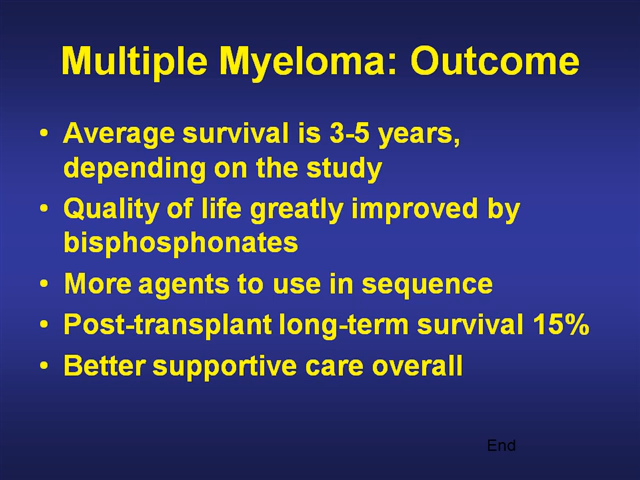 Multiple Myeloma: Outcome
• Average survival is 3-5 years,
depending on the study
• Quality of life greatly improved by
bisphosphonates
• More agents to use in sequence
• Post-transplant long-term survival 15%
• Better supportive care overall
End